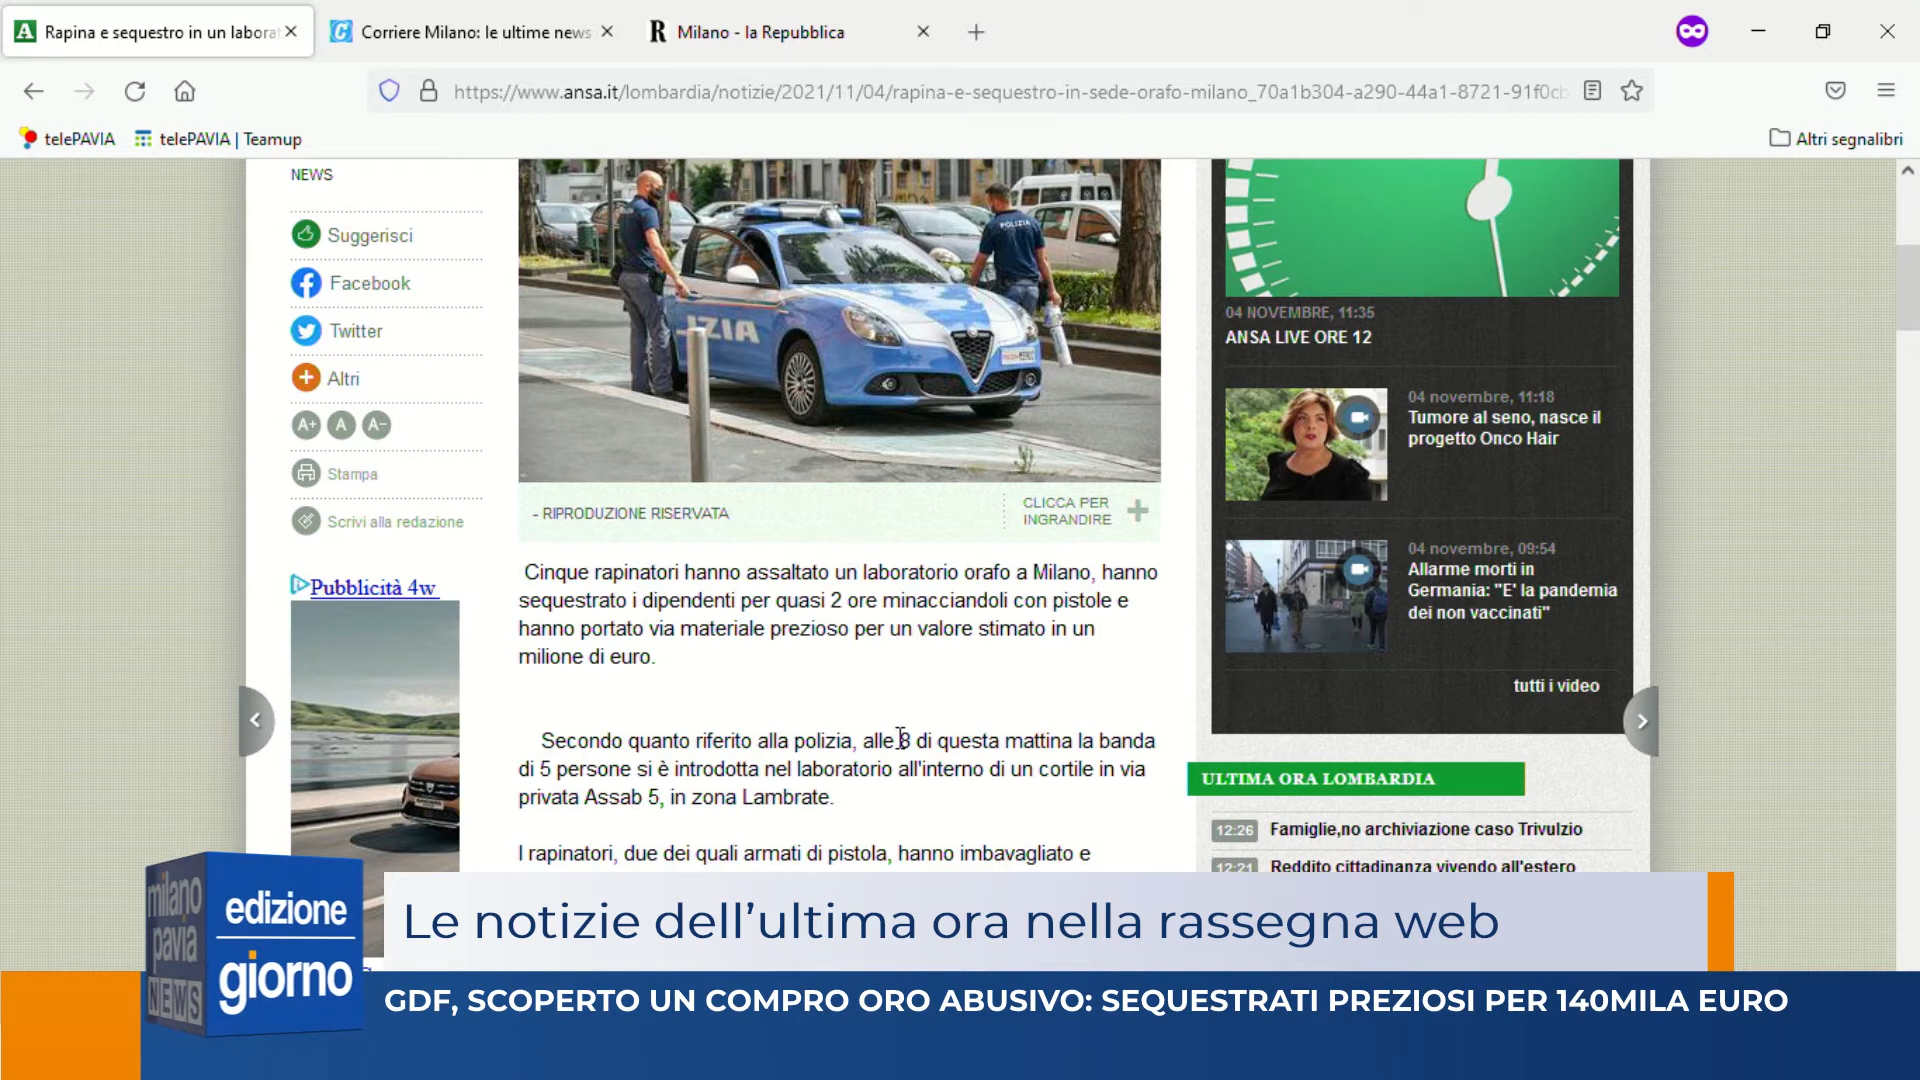 Rapina e sequestro in un labora
Corriere Milano: le ultime news
Milano - la Repubblica
https://www.ansa.it/lombardia/notizie/2021/11/04/rapina-e-sequestro-in-sede-orafo-milano_70a1b304-a290-44a1-8721-91f0cb
telePAVIA
telePAVIA | Teamup
Altri segnalibri
NEWS
Suggerisci
Facebook
Twitter
Altri
A+ A A-
Stampa
Scrivi alla redazione
Pubblicità 4w
POLIZIA
IZIA
- RIPRODUZIONE RISERVATA
CLICCA PER
INGRANDIRE
Cinque rapinatori hanno assaltato un laboratorio orafo a Milano, hanno
sequestrato i dipendenti per quasi 2 ore minacciandoli con pistole e
hanno portato via materiale prezioso per un valore stimato in un
milione di euro.
Secondo quanto riferito alla polizia, alle 8 di questa mattina la banda
di 5 persone si è introdotta nel laboratorio all'interno di un cortile in via
privata Assab 5, in zona Lambrate.
I rapinatori, due dei quali armati di pistola, hanno imbavagliato e
04 NOVEMBRE, 11:35
ANSA LIVE ORE 12
04 novembre, 11:18
Tumore al seno, nasce il
progetto Onco Hair
04 novembre, 09:54
Allarme morti in
Germania: "E' la pandemia
dei non vaccinati"
tutti i video
ULTIMA ORA LOMBARDIA
12:26 Famiglie,no archiviazione caso Trivulzio
12:21 Reddito cittadinanza vivendo all'estero
milano
pavia
NEWS
edizione
giorno
Le notizie dell'ultima ora nella rassegna web
GDF, SCOPERTO UN COMPRO ORO ABUSIVO: SEQUESTRATI PREZIOSI PER 140MILA EURO